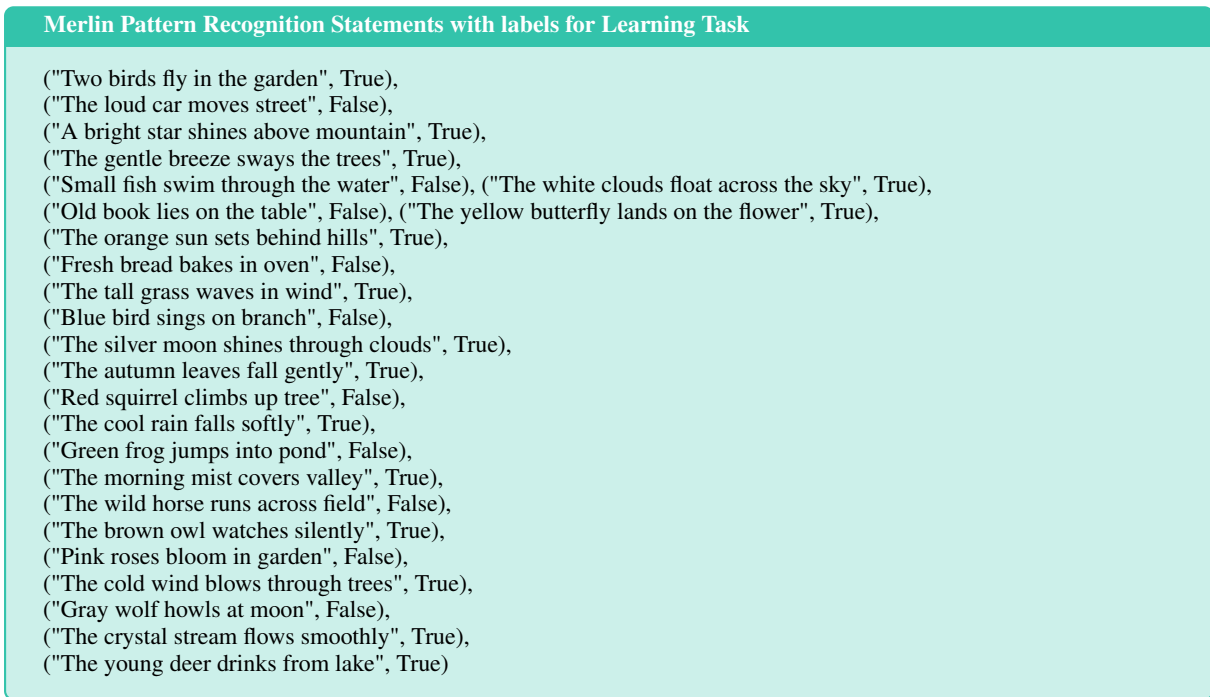 Merlin Pattern Recognition Statements with labels for Learning Task
("Two birds fly in the garden", True),
("The loud car moves street", False),
("A bright star shines above mountain", True),
("The gentle breeze sways the trees", True),
("Small fish swim through the water", False), ("The white clouds float across the sky", True),
("Old book lies on the table", False), ("The yellow butterfly lands on the flower", True),
("The orange sun sets behind hills", True),
("Fresh bread bakes in oven", False),
("The tall grass waves in wind", True),
("Blue bird sings on branch", False),
("The silver moon shines through clouds", True),
("The autumn leaves fall gently", True),
("Red squirrel climbs up tree", False),
("The cool rain falls softly", True),
("Green frog jumps into pond", False),
("The morning mist covers valley", True),
("The wild horse runs across field", False),
("The brown owl watches silently", True),
("Pink roses bloom in garden", False),
("The cold wind blows through trees", True),
("Gray wolf howls at moon", False),
("The crystal stream flows smoothly", True),
("The young deer drinks from lake", True)